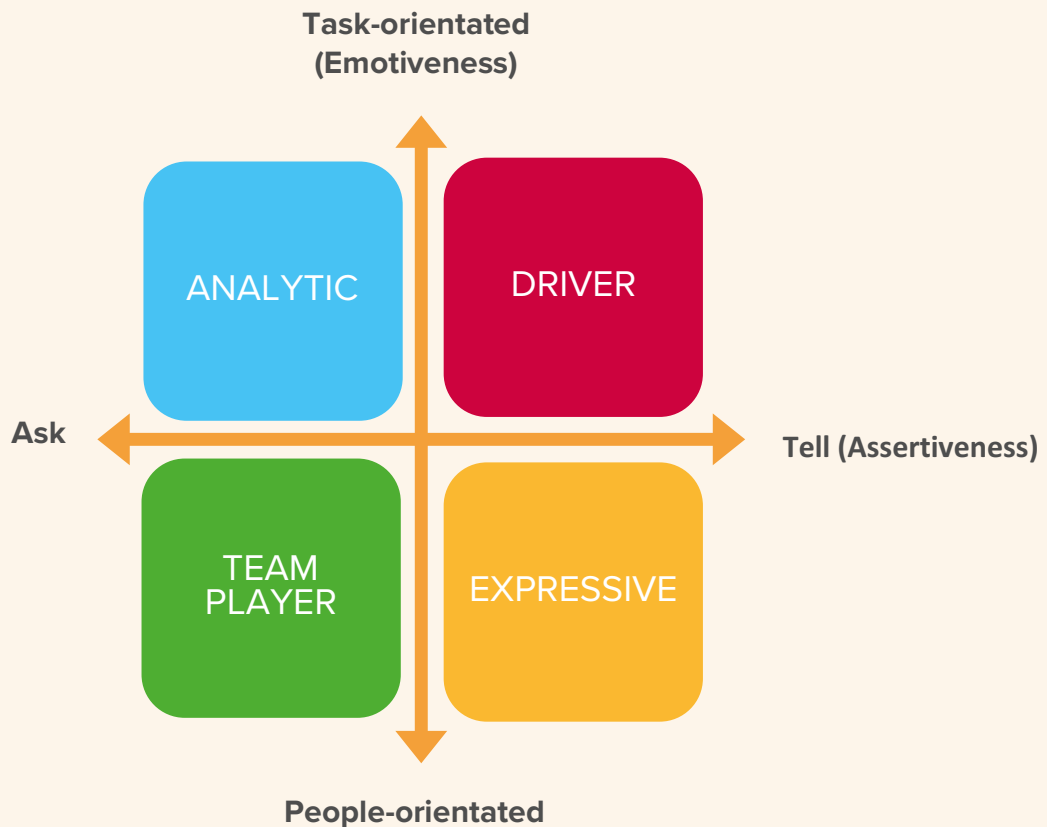 Task-orientated
(Emotiveness)
ANALYTIC
DRIVER
Ask
Tell (Assertiveness)
TEAM
PLAYER
EXPRESSIVE
People-orientated